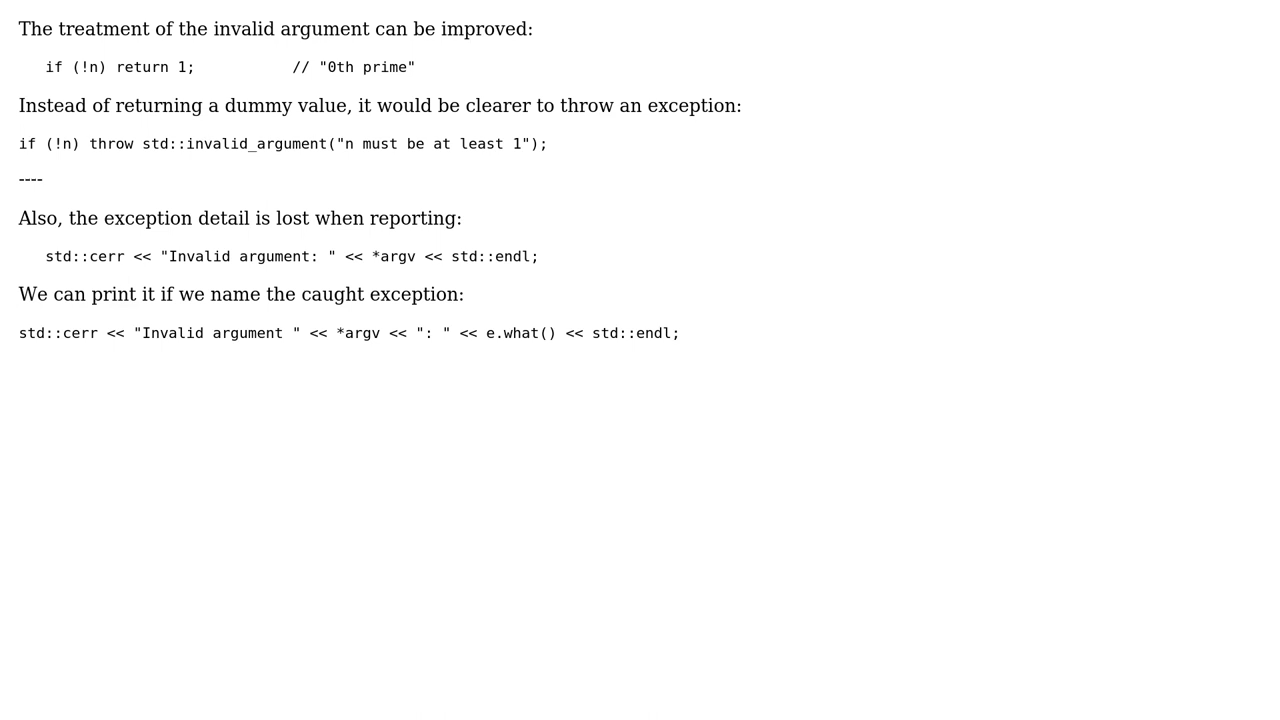 The treatment of the invalid argument can be improved:
   if (!n) return 1;           // "0th prime"
Instead of returning a dummy value, it would be clearer to throw an exception:
if (!n) throw std::invalid_argument("n must be at least 1");
----
Also, the exception detail is lost when reporting:
   std::cerr << "Invalid argument: " << *argv << std::endl;
We can print it if we name the caught exception:
std::cerr << "Invalid argument " << *argv << ": " << e.what() << std::endl;